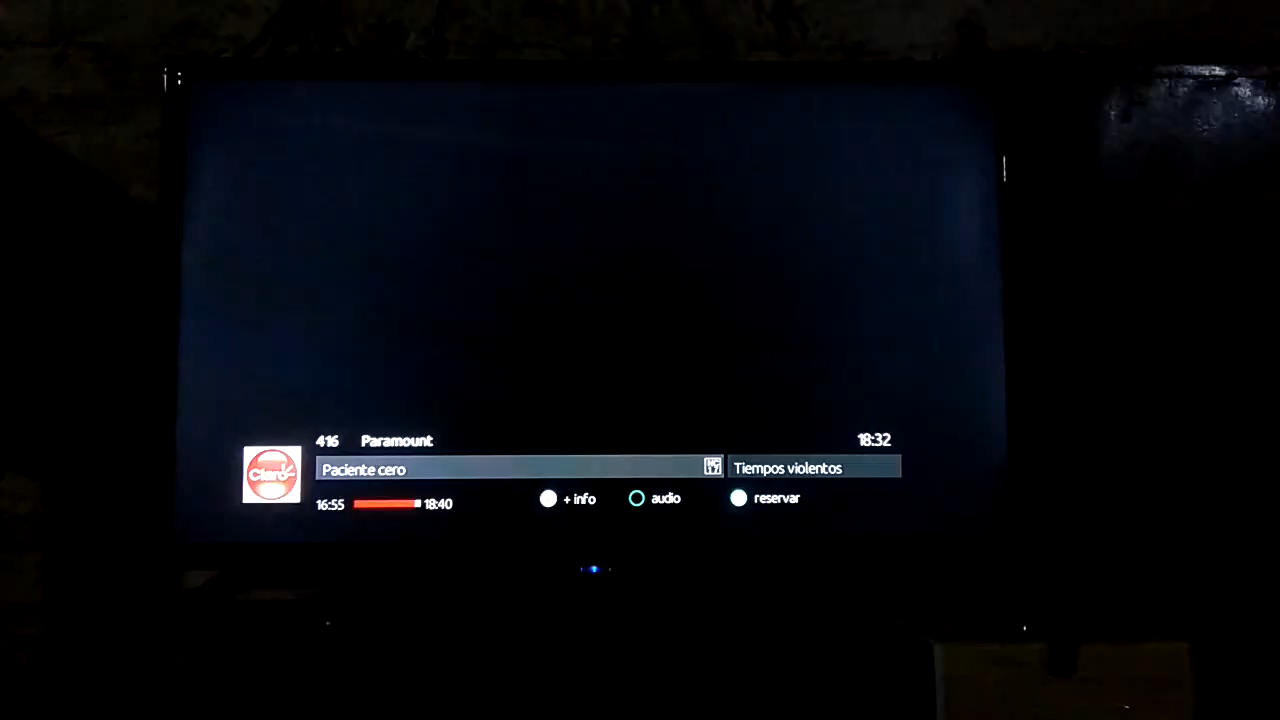 416 Paramount 18:32
Claro
Paciente cero Tiempos violentos
16:55 18:40 + info audio reservar